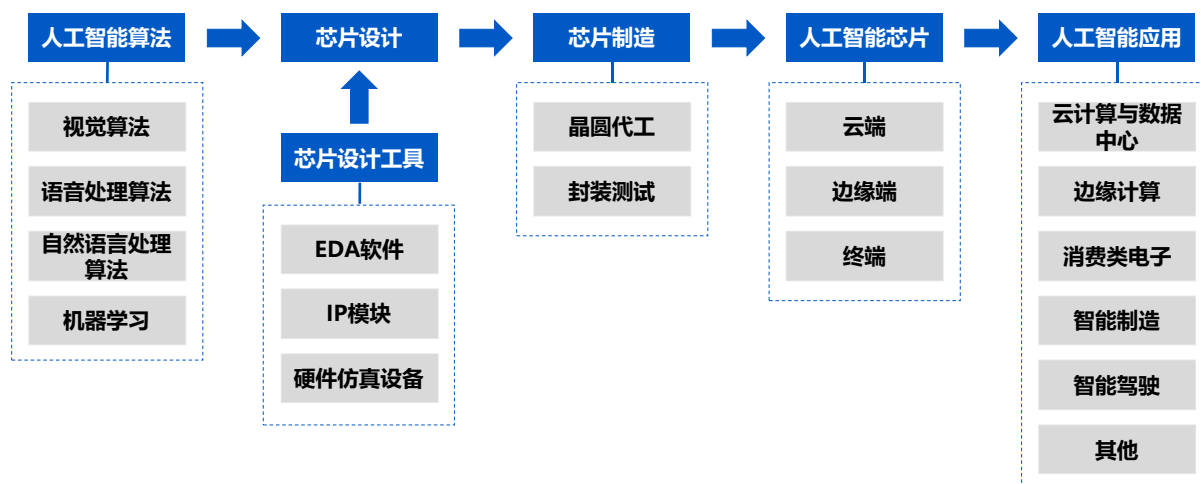 人工智能算法
芯片设计
芯片制造
人工智能芯片
人工智能应用
视觉算法
语音处理算法
自然语言处理
算法
机器学习
芯片设计工具
EDA软件
IP模块
硬件仿真设备
晶圆代工
封装测试
云端
边缘端
终端
云计算与数据
中心
边缘计算
消费类电子
智能制造
智能驾驶
其他